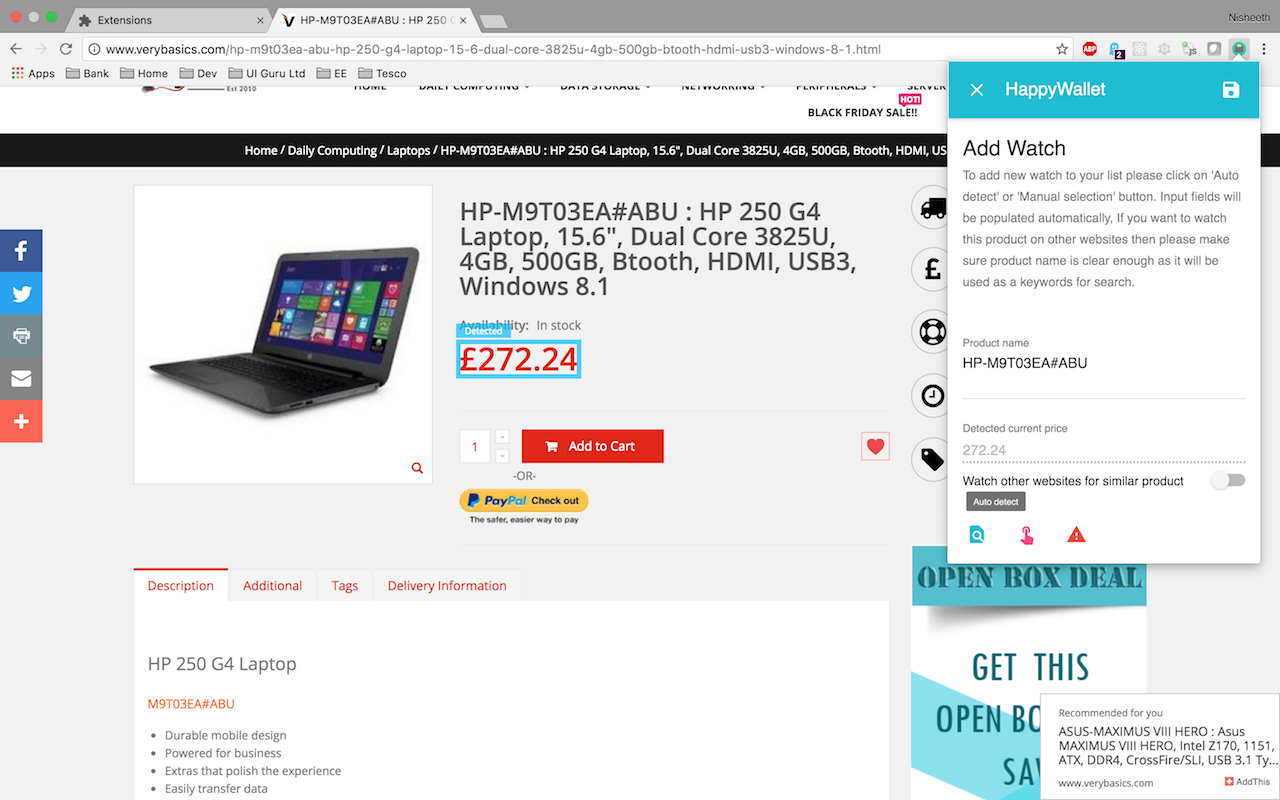 Extensions
HP-M9T03EA#ABU : HP 250
Nisheeth
www.verybasics.com/hp-m9t03ea-abu-hp-250-g4-laptop-15-6-dual-core-3825u-4gb-500gb-btooth-hdmi-usb3-windows-8-1.html
ABP
2
js
Apps
Bank
Home
Dev
UI Guru Ltd
EE
Tesco
Est 2010
HOME
DAILY COMPUTING
DATA STORAGE
NETWORKING
PERIPHERALS
SERVER
HOT!
BLACK FRIDAY SALE!!
Home / Daily Computing / Laptops / HP-M9T03EA#ABU : HP 250 G4 Laptop, 15.6", Dual Core 3825U, 4GB, 500GB, Btooth, HDMI, US
HP-M9T03EA#ABU : HP 250 G4
Laptop, 15.6", Dual Core 3825U,
4GB, 500GB, Btooth, HDMI, USB3,
Windows 8.1
Availability: In stock
Detected
£272.24
1
Add to Cart
-OR-
PayPal Check out
The safer, easier way to pay
Description
Additional
Tags
Delivery Information
HP 250 G4 Laptop
M9T03EA#ABU
Durable mobile design
Powered for business
Extras that polish the experience
Easily transfer data
HappyWallet
Add Watch
To add new watch to your list please click on 'Auto
detect' or 'Manual selection' button. Input fields will
be populated automatically, If you want to watch
this product on other websites then please make
sure product name is clear enough as it will be
used as a keywords for search.
Product name
HP-M9T03EA#ABU
Detected current price
272.24
Watch other websites for similar product
Auto detect
OPEN BOX DEAL
GET THIS
OPEN BO
SA
Recommended for you
ASUS-MAXIMUS VIII HERO : Asus
MAXIMUS VIII HERO, Intel Z170, 1151,
ATX, DDR4, CrossFire/SLI, USB 3.1 Ty...
www.verybasics.com
AddThis